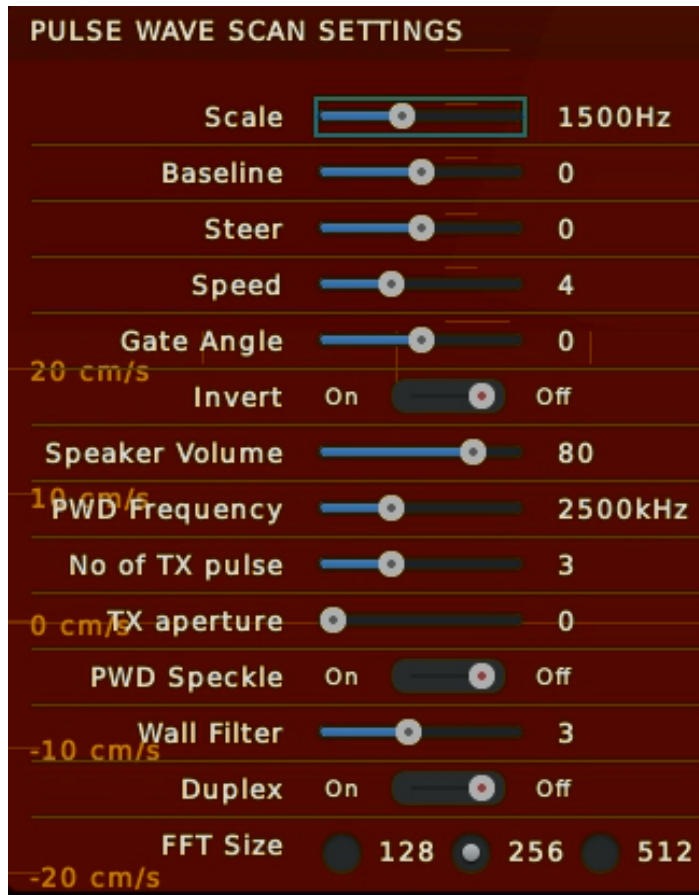 PULSE WAVE SCAN SETTINGS
Scale 1500Hz
Baseline 0
Steer 0
Speed 4
Gate Angle 0
20 cm/s
Invert On Off
Speaker Volume 80
10 cm/s
PWD Frequency 2500kHz
No of TX pulse 3
0 cm/s
TX aperture 0
PWD Speckle On Off
Wall Filter 3
-10 cm/s
Duplex On Off
FFT Size 128 256 512
-20 cm/s